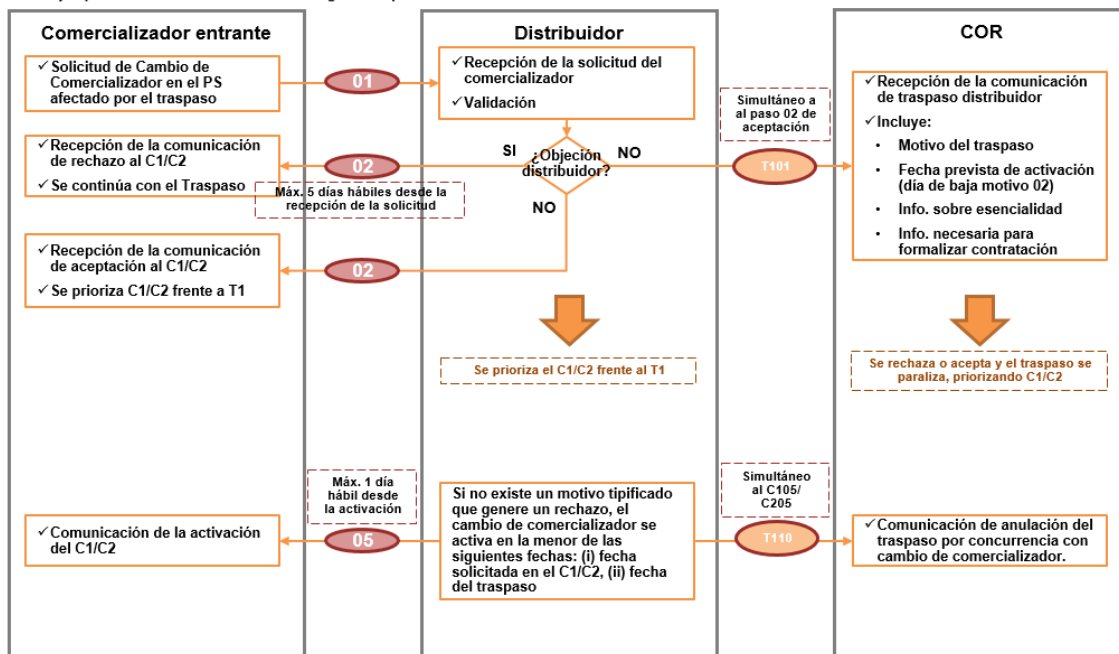 Comercializador entrante
✓ Solicitud de Cambio de
Comercializador en el PS
afectado por el traspaso
01
✓ Recepción de la comunicación
de rechazo al C1/C2
✓ Se continúa con el Traspaso
02
Máx. 5 días hábiles desde la
recepción de la solicitud
✓ Recepción de la comunicación
de aceptación al C1/C2
✓ Se prioriza C1/C2 frente a T1
02
Máx. 1 día
hábil desde
la activación
✓ Comunicación de la activación
del C1/C2
05
Distribuidor
✓ Recepción de la solicitud del
comercializador
✓ Validación
¿Objeción
distribuidor?
SI
NO
NO
Se prioriza el C1/C2 frente al T1
Si no existe un motivo tipificado
que genere un rechazo, el
cambio de comercializador se
activa en la menor de las
siguientes fechas: (i) fecha
solicitada en el C1/C2, (ii) fecha
del traspaso
Simultáneo a
al paso 02 de
aceptación
T101
Simultáneo
al C105/
C205
T110
COR
✓ Recepción de la comunicación
de traspaso distribuidor
✓ Incluye:
• Motivo del traspaso
• Fecha prevista de activación
(día de baja motivo 02)
• Info. sobre esencialidad
• Info. necesaria para
formalizar contratación
Se rechaza o acepta y el traspaso se
paraliza, priorizando C1/C2
✓ Comunicación de anulación del
traspaso por concurrencia con
cambio de comercializador.